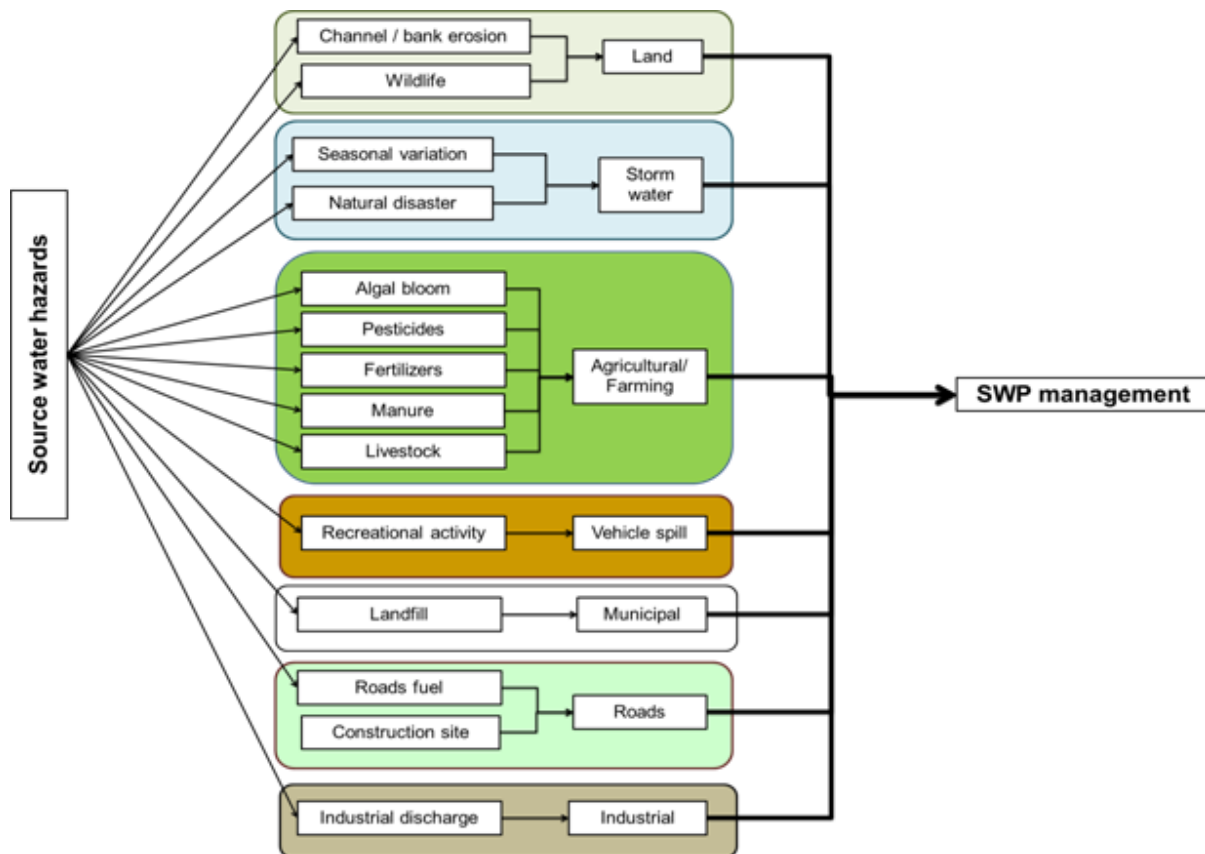 Source water hazards
Channel / bank erosion
Wildlife
Land
Seasonal variation
Natural disaster
Storm
water
Algal bloom
Pesticides
Fertilizers
Manure
Livestock
Agricultural/
Farming
Recreational activity
Vehicle spill
Landfill
Municipal
Roads fuel
Construction site
Roads
Industrial discharge
Industrial
SWP management